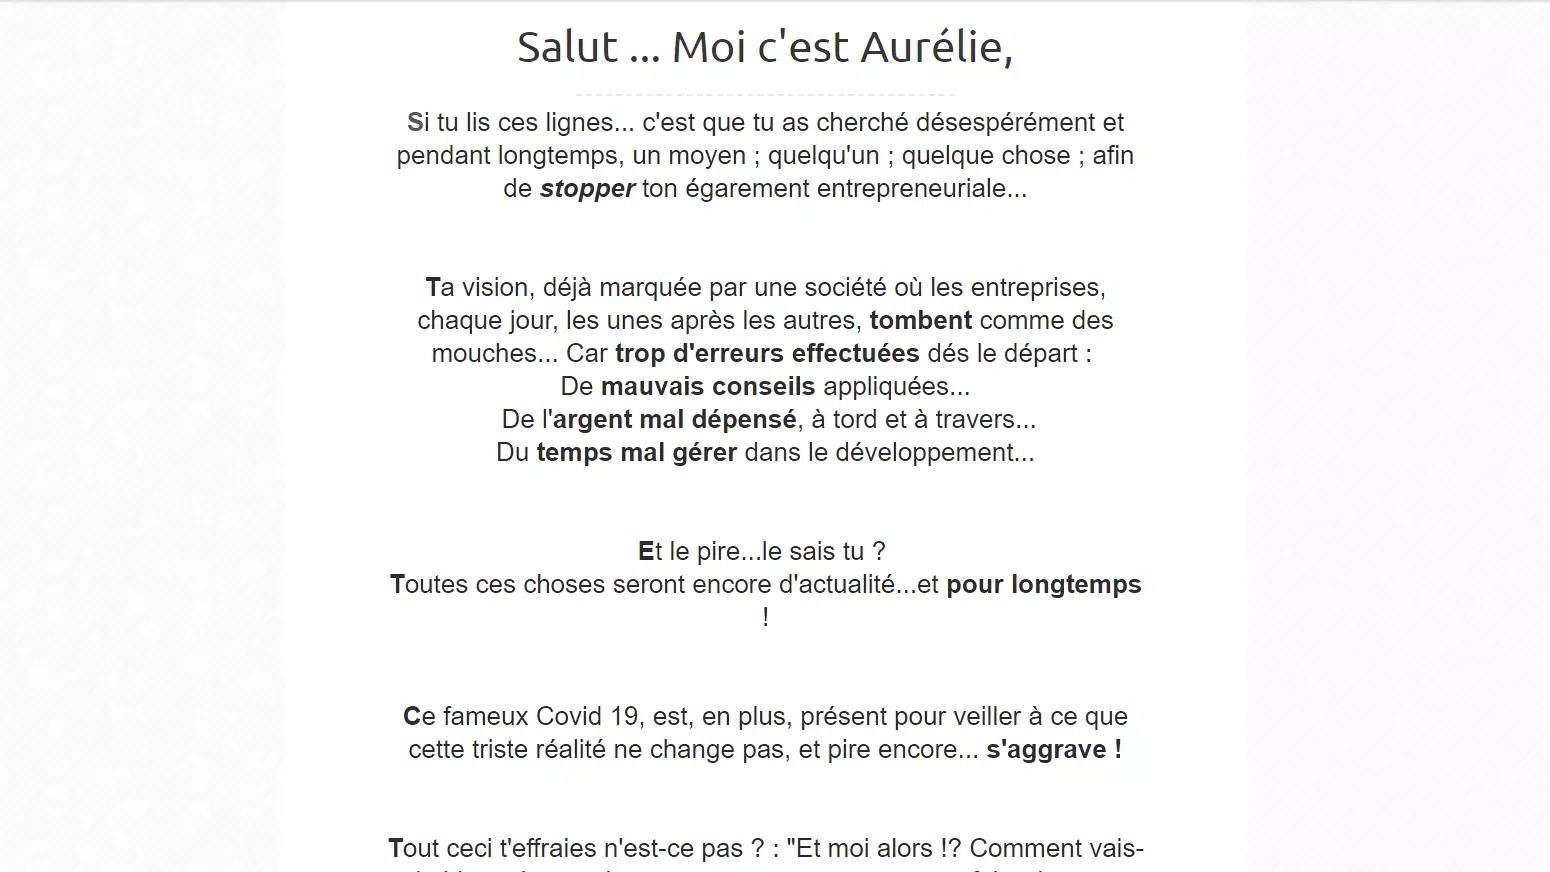 Salut ... Moi c'est Aurélie,
Si tu lis ces lignes... c'est que tu as cherché désespérément et
pendant longtemps, un moyen ; quelqu'un ; quelque chose ; afin
de stopper ton égarement entrepreneuriale...
Ta vision, déjà marquée par une société où les entreprises,
chaque jour, les unes après les autres, tombent comme des
mouches... Car trop d'erreurs effectuées dés le départ :
De mauvais conseils appliquées...
De l'argent mal dépensé, à tord et à travers...
Du temps mal gérer dans le développement...
Et le pire...le sais tu ?
Toutes ces choses seront encore d'actualité...et pour longtemps
!
Ce fameux Covid 19, est, en plus, présent pour veiller à ce que
cette triste réalité ne change pas, et pire encore... s'aggrave !
Tout ceci t'effraies n'est-ce pas ? : "Et moi alors !? Comment vais-